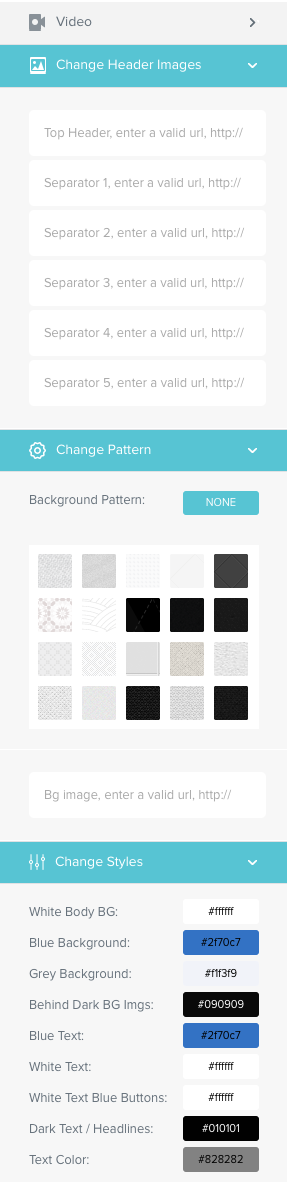 Video
Change Header Images
Top Header, enter a valid url, http://
Separator 1, enter a valid url, http://
Separator 2, enter a valid url, http://
Separator 3, enter a valid url, http://
Separator 4, enter a valid url, http://
Separator 5, enter a valid url, http://
Change Pattern
Background Pattern: NONE
Bg image, enter a valid url, http://
Change Styles
White Body BG: #ffffff
Blue Background: #2f70c7
Grey Background: #f1f3f9
Behind Dark BG Imgs: #090909
Blue Text: #2f70c7
White Text: #ffffff
White Text Blue Buttons: #ffffff
Dark Text / Headlines: #010101
Text Color: #828282